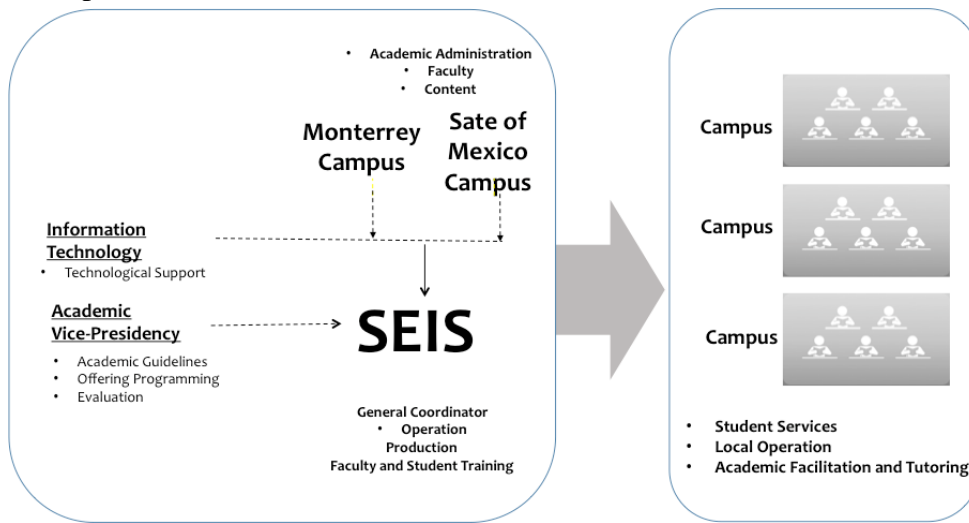 • Academic Administration
• Faculty
• Content
Monterrey
Campus
Sate of
Mexico
Campus
Information
Technology
• Technological Support
Academic
Vice-Presidency
• Academic Guidelines
• Offering Programming
• Evaluation
SEIS
General Coordinator
• Operation
Production
Faculty and Student Training
Campus
Campus
Campus
• Student Services
• Local Operation
• Academic Facilitation and Tutoring